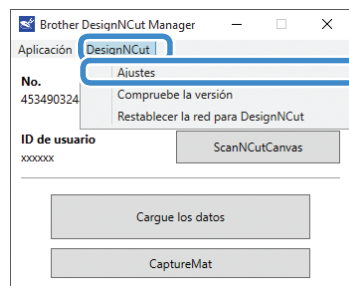 Brother DesignNCut Manager
Aplicación DesignNCut
Ajustes
No.
453490324
Compruebe la versión
Restablecer la red para DesignNCut
ID de usuario
xxxxxx
ScanNCutCanvas
Cargue los datos
CaptureMat